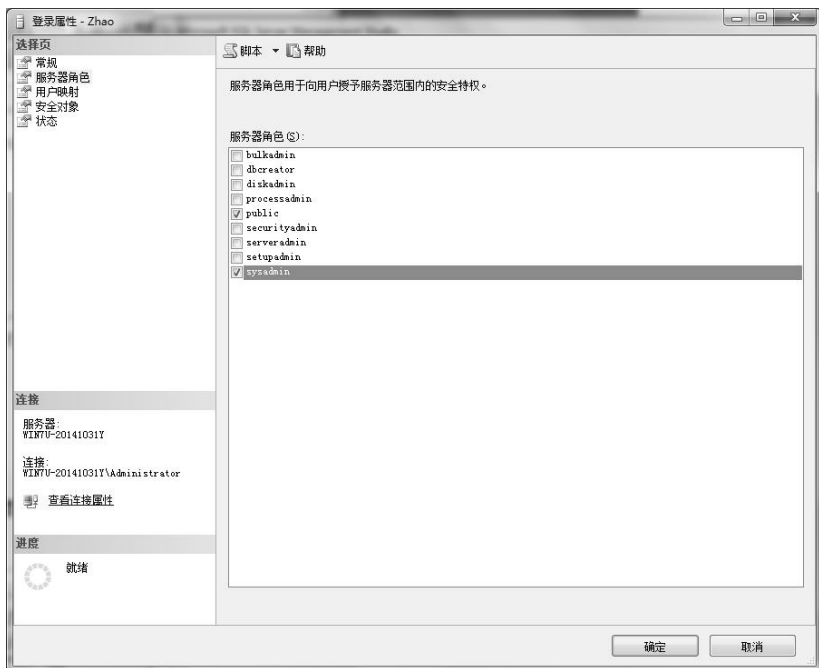 登录属性 - Zhao
选择页
常规
服务器角色
用户映射
安全对象
状态
脚本
帮助
服务器角色用于向用户授予服务器范围内的安全特权。
服务器角色(S):
bulkadmin
dbcreator
diskadmin
processadmin
public
securityadmin
serveradmin
setupadmin
sysadmin
连接
服务器:
WIN7U-20141031Y
连接:
WIN7U-20141031Y\Administrator
查看连接属性
进度
就绪
确定
取消